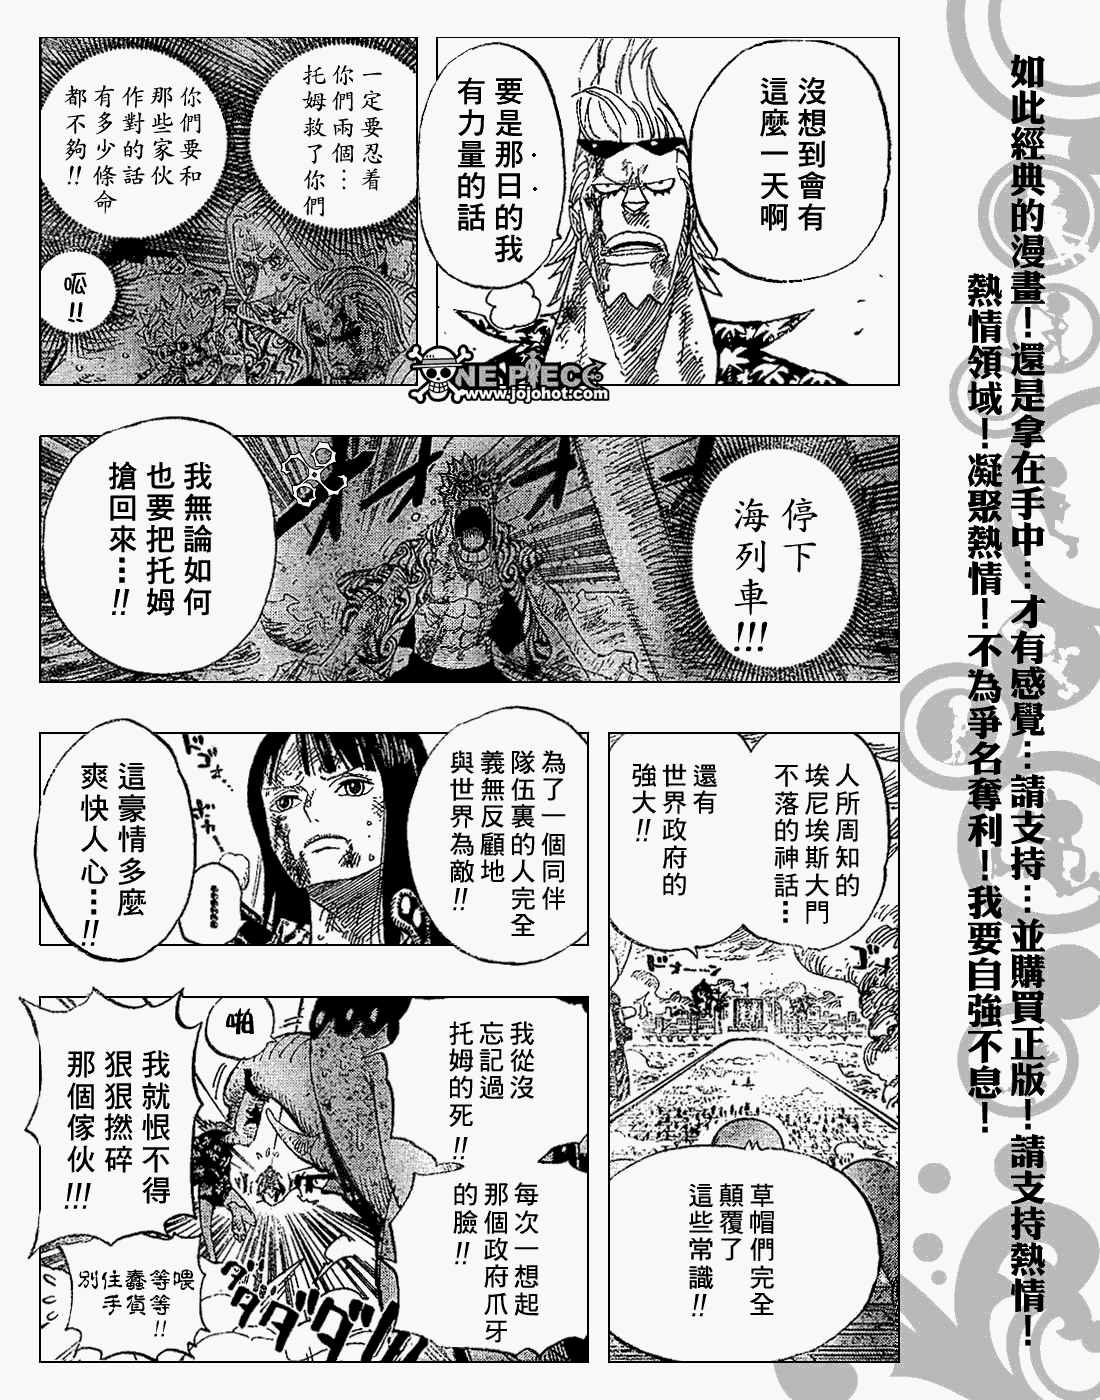 沒想到會有
這麼一天啊
要是那日的我
有力量的話
一定要忍着
你們兩個…
托姆救了你們
你們要和
那些家伙
作對的話
有多少條命
都不夠!!
呱!!
ONE PIECE
www.jojohot.com
停下
海列車!!!
我無論如何
也要把托姆
搶回來…!!
人所周知的
埃尼埃斯大門
不落的神話…
還有
世界政府的
強大!!
ドオーーン
草帽們完全
顛覆了
這些常識!!
為了一個同伴
隊伍裏的人完全
義無反顧地
與世界為敵!!
這豪情多麼
爽快人心…!!
我從沒
忘記過
托姆的死!!
每次一想起
那個政府爪牙
的臉!!
啪
我就恨不得
狠狠撚碎
那個傢伙!!!
喂
等等!!
蠢貨
住手
別
如此經典的漫畫！還是拿在手中…才有感覺…請支持…並購買正版！請支持熱情！
熱情領域！凝聚熱情！不為爭名奪利！我要自強不息！